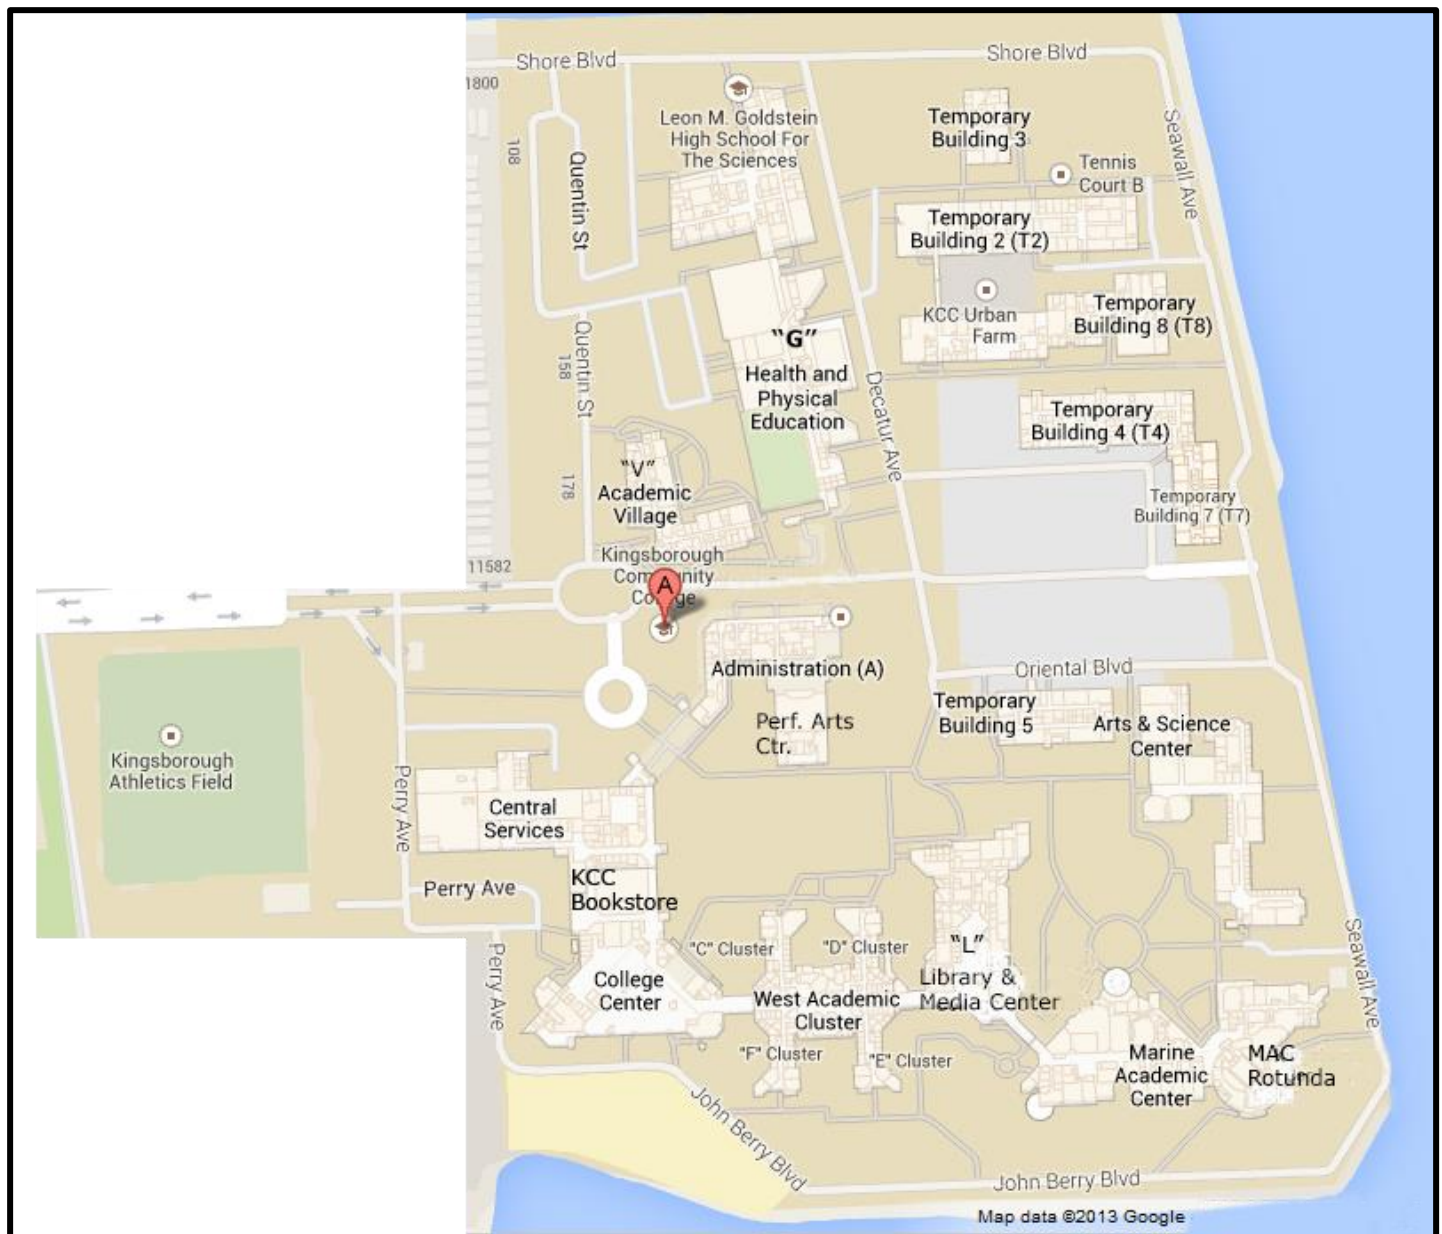 Shore Blvd
Shore Blvd
1800
Leon M. Goldstein
High School For
The Sciences
Temporary
Building 3
108
Quentin St
Tennis
Court B
Seawall Ave
Temporary
Building 2 (T2)
KCC Urban
Farm
Temporary
Building 8 (T8)
"G"
Health and
Physical
Education
Quentin St
158
Decatur Ave
Temporary
Building 4 (T4)
"V"
Academic
Village
178
Temporary
Building 7 (T7)
11582
Kingsborough
Community
College
A
Administration (A)
Oriental Blvd
Perf. Arts
Ctr.
Temporary
Building 5
Arts & Science
Center
Kingsborough
Athletics Field
Perry Ave
Central
Services
Perry Ave
KCC
Bookstore
"C" Cluster
"D" Cluster
"L"
Library &
Media Center
Perry Ave
College
Center
West Academic
Cluster
Seawall Ave
"F" Cluster
"E" Cluster
Marine
Academic
Center
MAC
Rotunda
John Berry Blvd
John Berry Blvd
Map data ©2013 Google